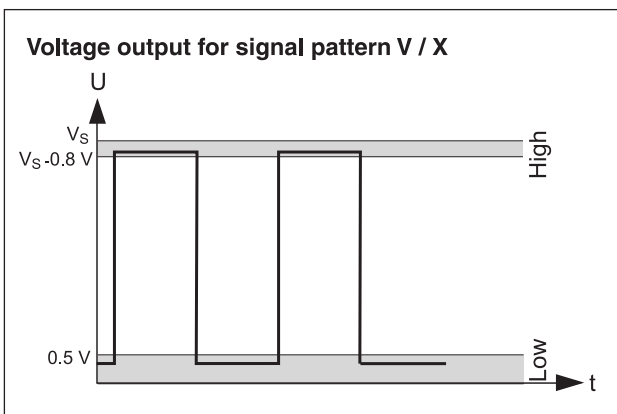 Voltage output for signal pattern V / X
U
VS
VS -0.8 V
High
0.5 V
Low
t